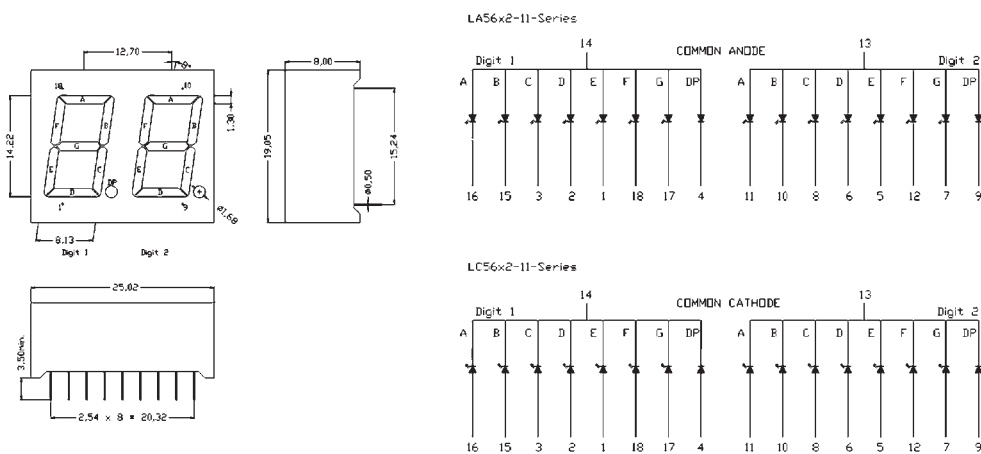 LA56x2-11-Series
14 COMMON ANODE 13
Digit 1 Digit 2
A B C D E F G DP A B C D E F G DP
16 15 3 2 1 18 17 4 11 10 8 6 5 12 7 9
LC56x2-11-Series
14 COMMON CATHODE 13
Digit 1 Digit 2
A B C D E F G DP A B C D E F G DP
16 15 3 2 1 18 17 4 11 10 8 6 5 12 7 9
12,70
18 10
A A
F B F B
G G
E C E C
D DP D
1 9
14,22
1,30
ø1,68
8,13
Digit 1 Digit 2
8,00
19,05
15,24
ø0,50
25,02
3,50min.
2,54 x 8 = 20,32